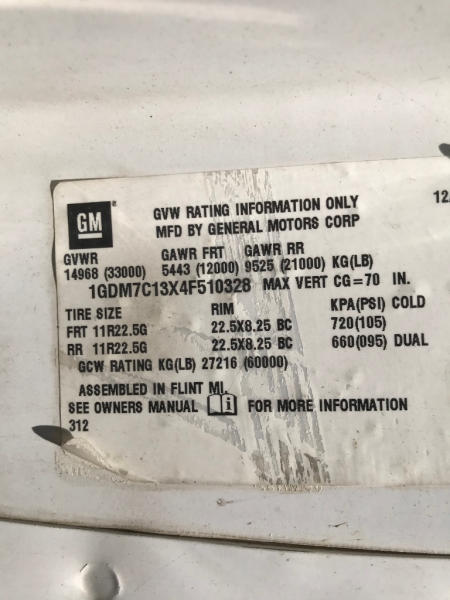 GM ®
GVW RATING INFORMATION ONLY
12
MFD BY GENERAL MOTORS CORP
GVWR GAWR FRT GAWR RR
14968 (33000) 5443 (12000) 9525 (21000) KG(LB)
1GDM7C13X4F510328 MAX VERT CG=70 IN.
TIRE SIZE RIM KPA(PSI) COLD
FRT 11R22.5G 22.5X8.25 BC 720(105)
RR 11R22.5G 22.5X8.25 BC 660(095) DUAL
GCW RATING KG(LB) 27216 (60000)
ASSEMBLED IN FLINT MI.
SEE OWNERS MANUAL i FOR MORE INFORMATION
312